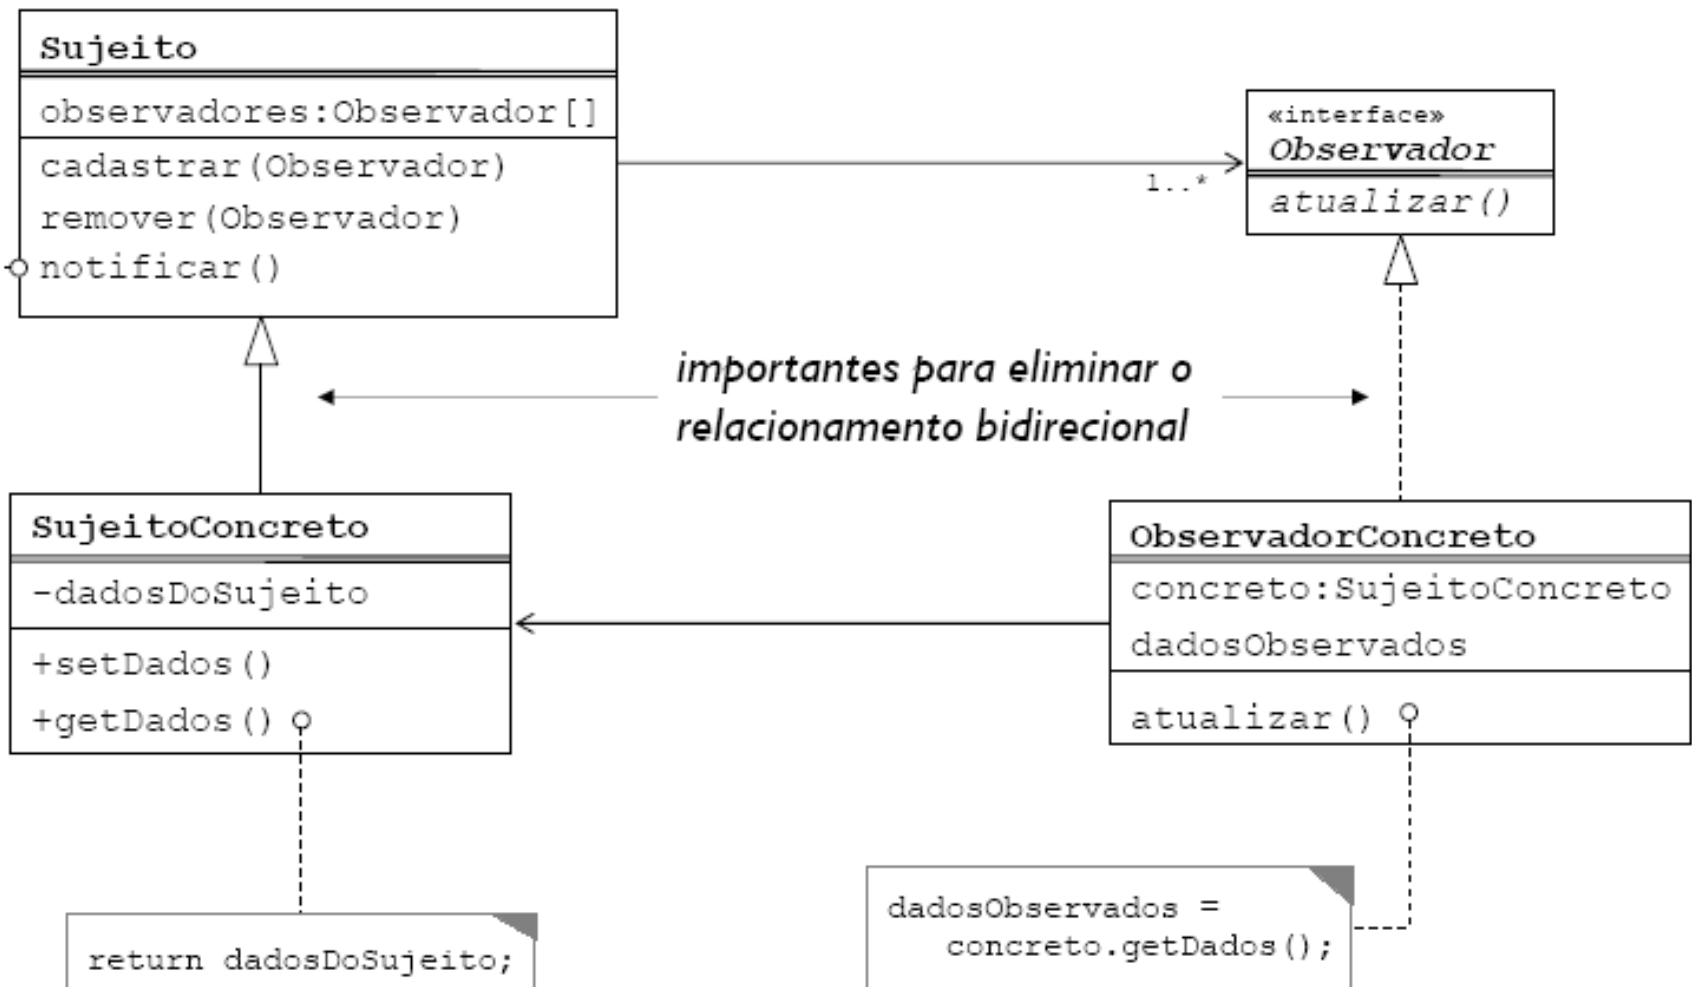 Sujeito
observadores:Observador[]
cadastrar(Observador)
remover(Observador)
notificar()
«interface»
Observador
atualizar()
1..*
importantes para eliminar o
relacionamento bidirecional
SujeitoConcreto
-dadosDoSujeito
+setDados()
+getDados()
ObservadorConcreto
concreto:SujeitoConcreto
dadosObservados
atualizar()
return dadosDoSujeito;
dadosObservados =
concreto.getDados();